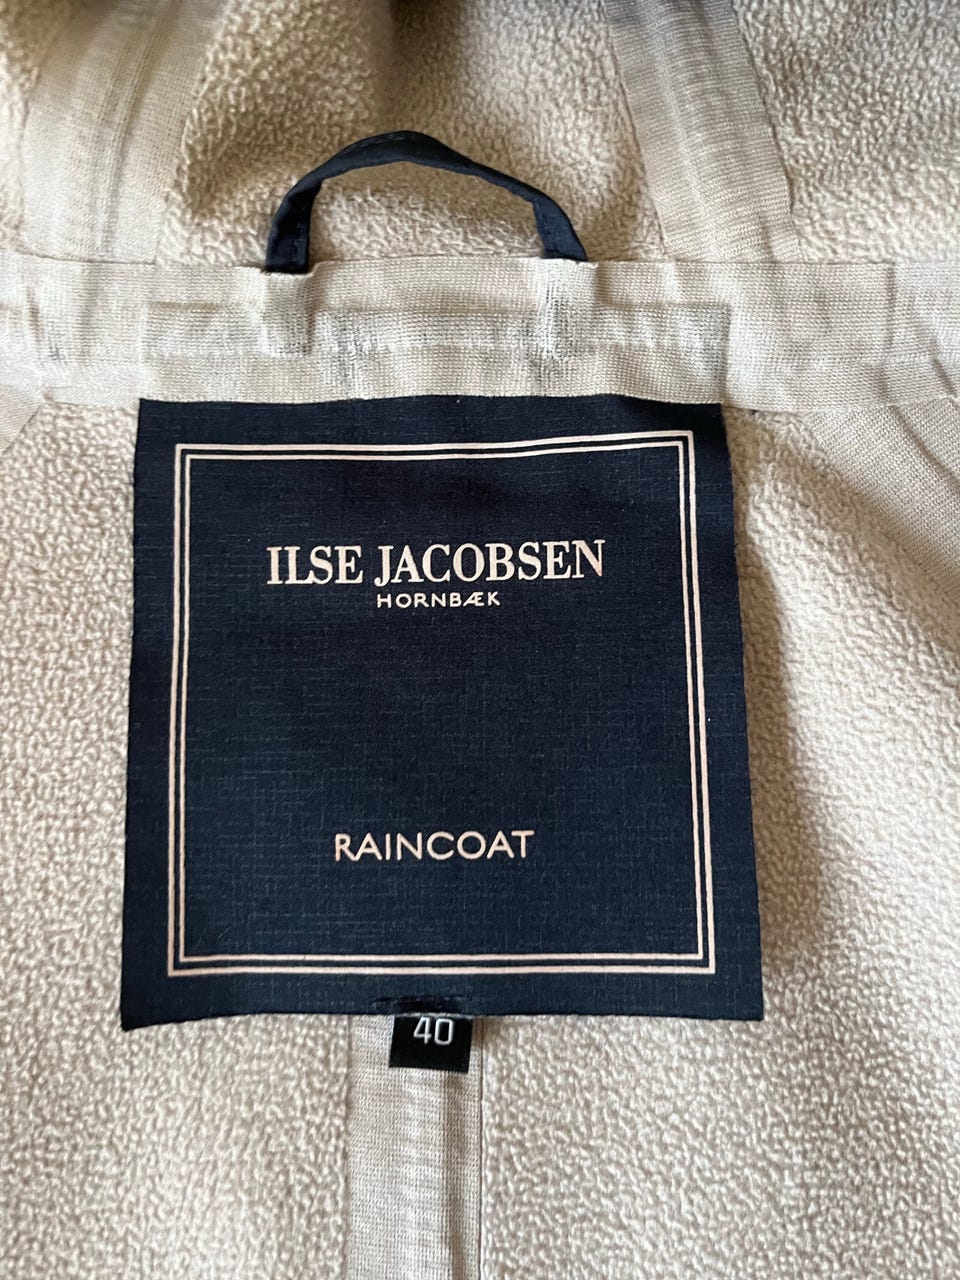 ILSE JACOBSEN
HORNBÆK
RAINCOAT
40